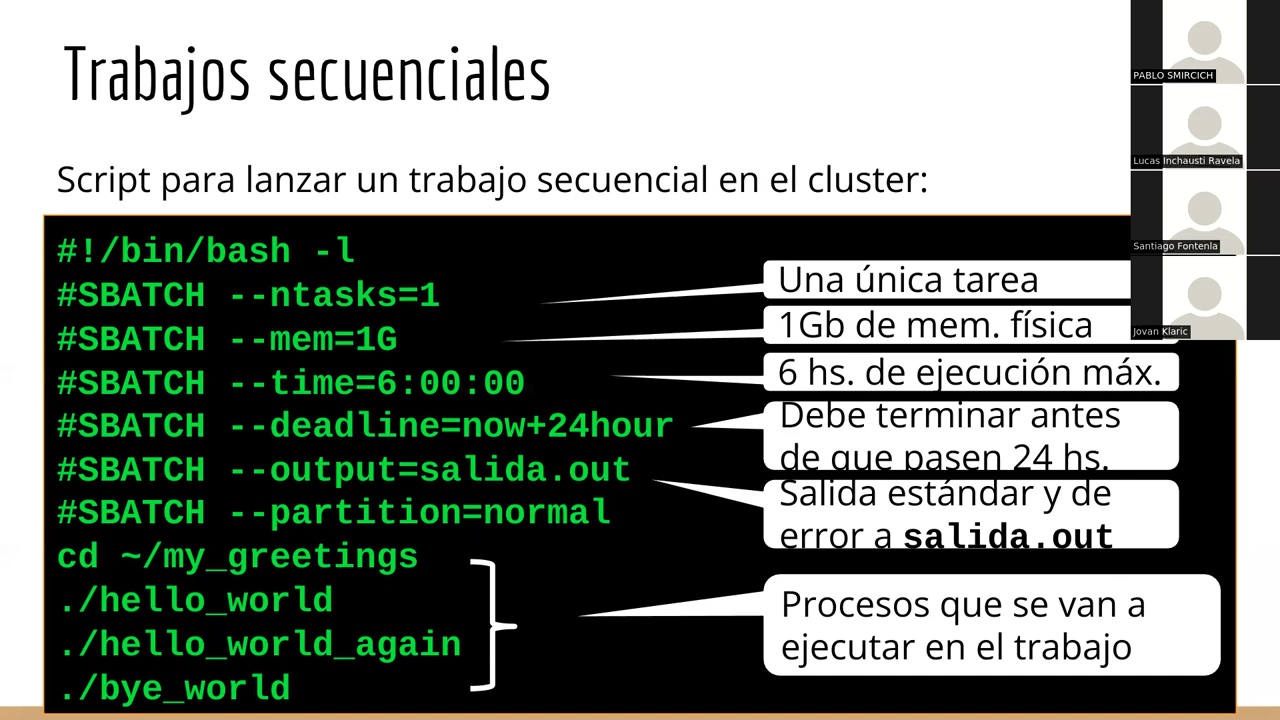 Trabajos secuenciales
Script para lanzar un trabajo secuencial en el cluster:
#!/bin/bash -l
#SBATCH --ntasks=1
#SBATCH --mem=1G
#SBATCH --time=6:00:00
#SBATCH --deadline=now+24hour
#SBATCH --output=salida.out
#SBATCH --partition=normal
cd ~/my_greetings
./hello_world
./hello_world_again
./bye_world
Una única tarea
1Gb de mem. física
6 hs. de ejecución máx.
Debe terminar antes
de que pasen 24 hs.
Salida estándar y de
error a salida.out
Procesos que se van a
ejecutar en el trabajo
PABLO SMIRCICH
Lucas Inchausti Ravela
Santiago Fontenla
Jovan Klaric